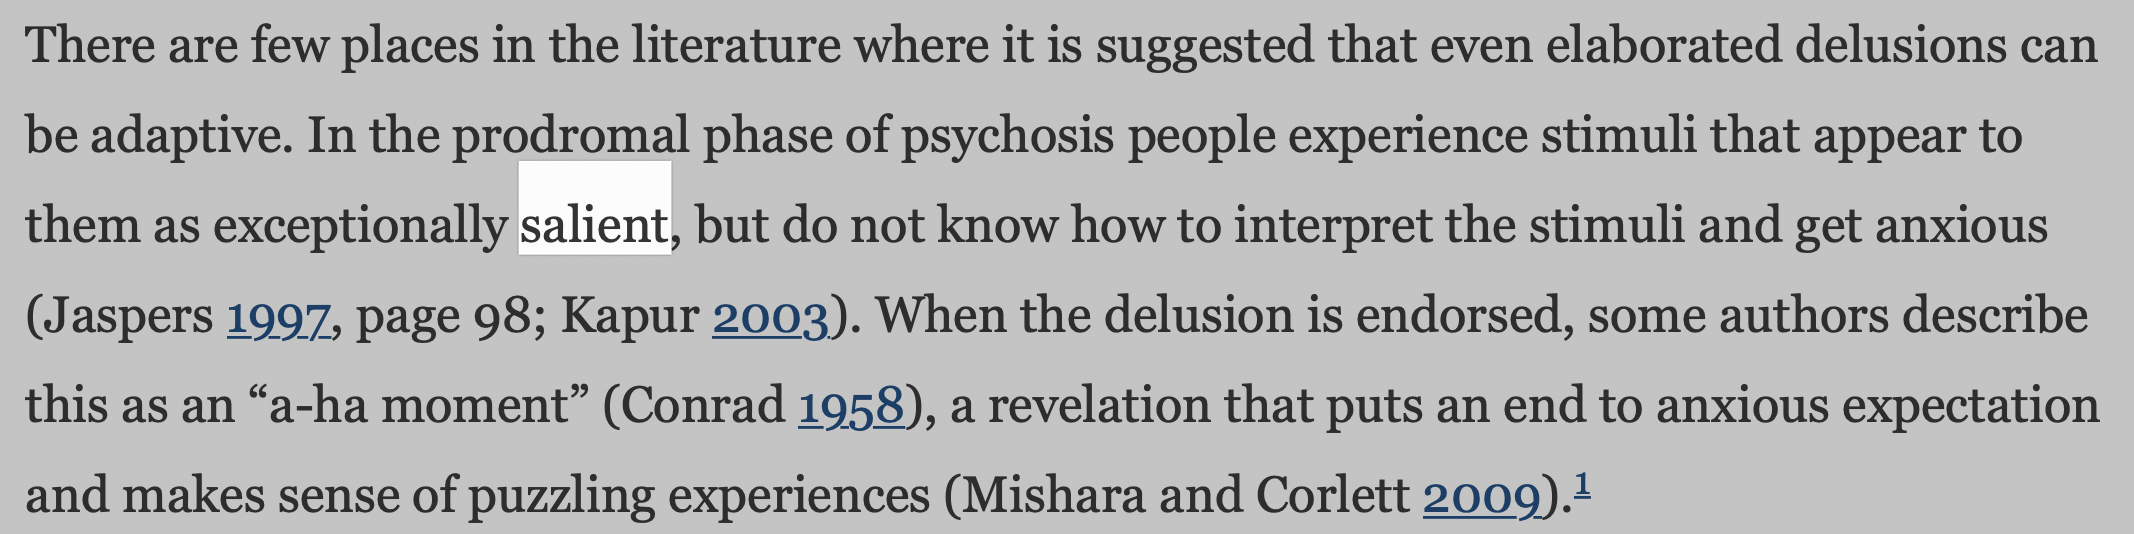 There are few places in the literature where it is suggested that even elaborated delusions can
be adaptive. In the prodromal phase of psychosis people experience stimuli that appear to
them as exceptionally salient, but do not know how to interpret the stimuli and get anxious
(Jaspers 1997, page 98; Kapur 2003). When the delusion is endorsed, some authors describe
this as an “a-ha moment” (Conrad 1958), a revelation that puts an end to anxious expectation
and makes sense of puzzling experiences (Mishara and Corlett 2009).1